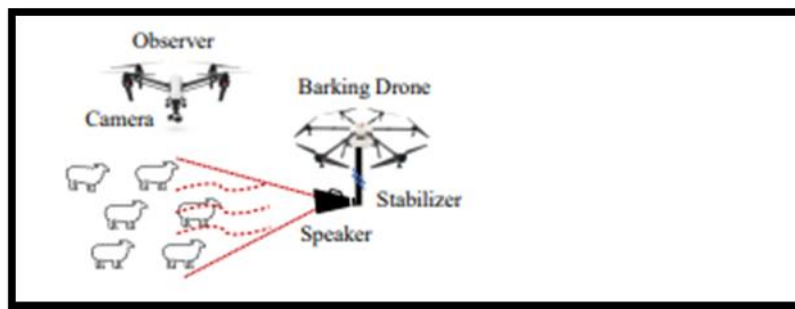 Observer
Barking Drone
Camera
Stabilizer
Speaker